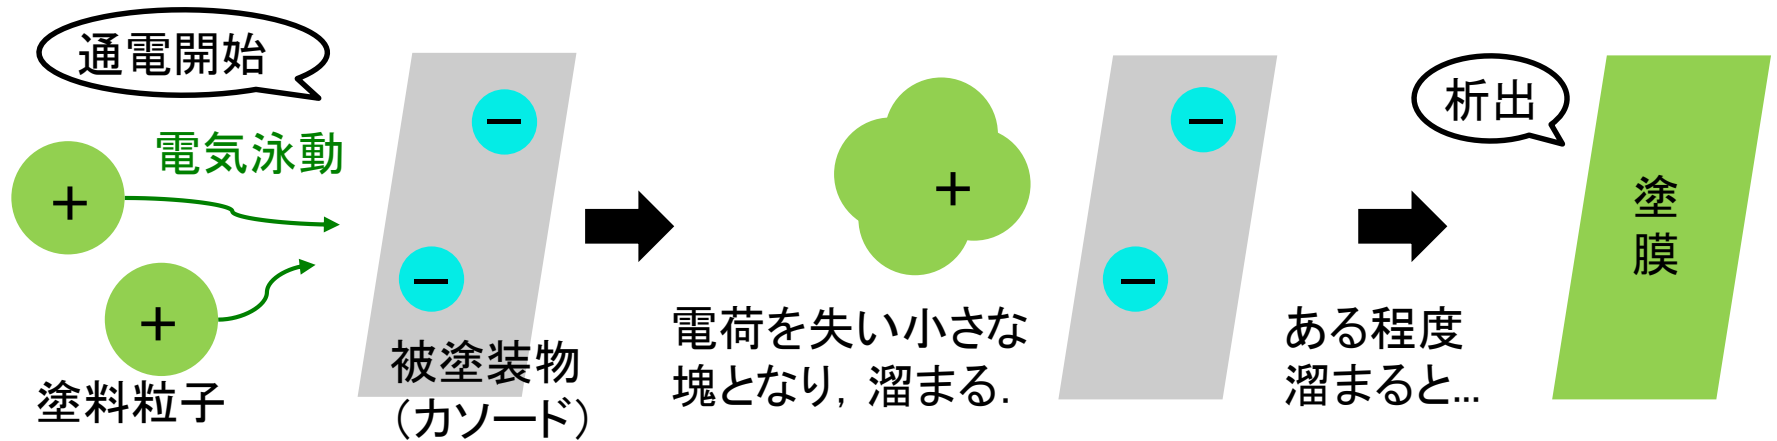 通電開始
電気泳動
+
+
塗料粒子
−
−
被塗装物
（カソード）
+
電荷を失い小さな
塊となり，溜まる．
−
−
ある程度
溜まると…
析出
塗
膜